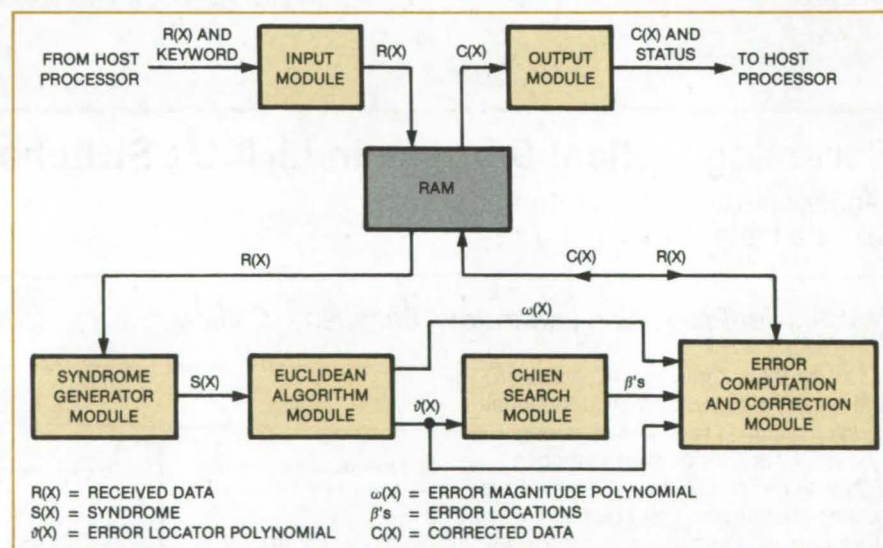 R(X) AND
KEYWORD
FROM HOST
PROCESSOR
INPUT
MODULE
R(X)
C(X)
OUTPUT
MODULE
C(X) AND
STATUS
TO HOST
PROCESSOR
RAM
R(X)
C(X)
R(X)
ω(X)
SYNDROME
GENERATOR
MODULE
S(X)
EUCLIDEAN
ALGORITHM
MODULE
ϑ(X)
CHIEN
SEARCH
MODULE
β's
ERROR
COMPUTATION
AND CORRECTION
MODULE
R(X) = RECEIVED DATA
S(X) = SYNDROME
ϑ(X) = ERROR LOCATOR POLYNOMIAL
ω(X) = ERROR MAGNITUDE POLYNOMIAL
β's = ERROR LOCATIONS
C(X) = CORRECTED DATA